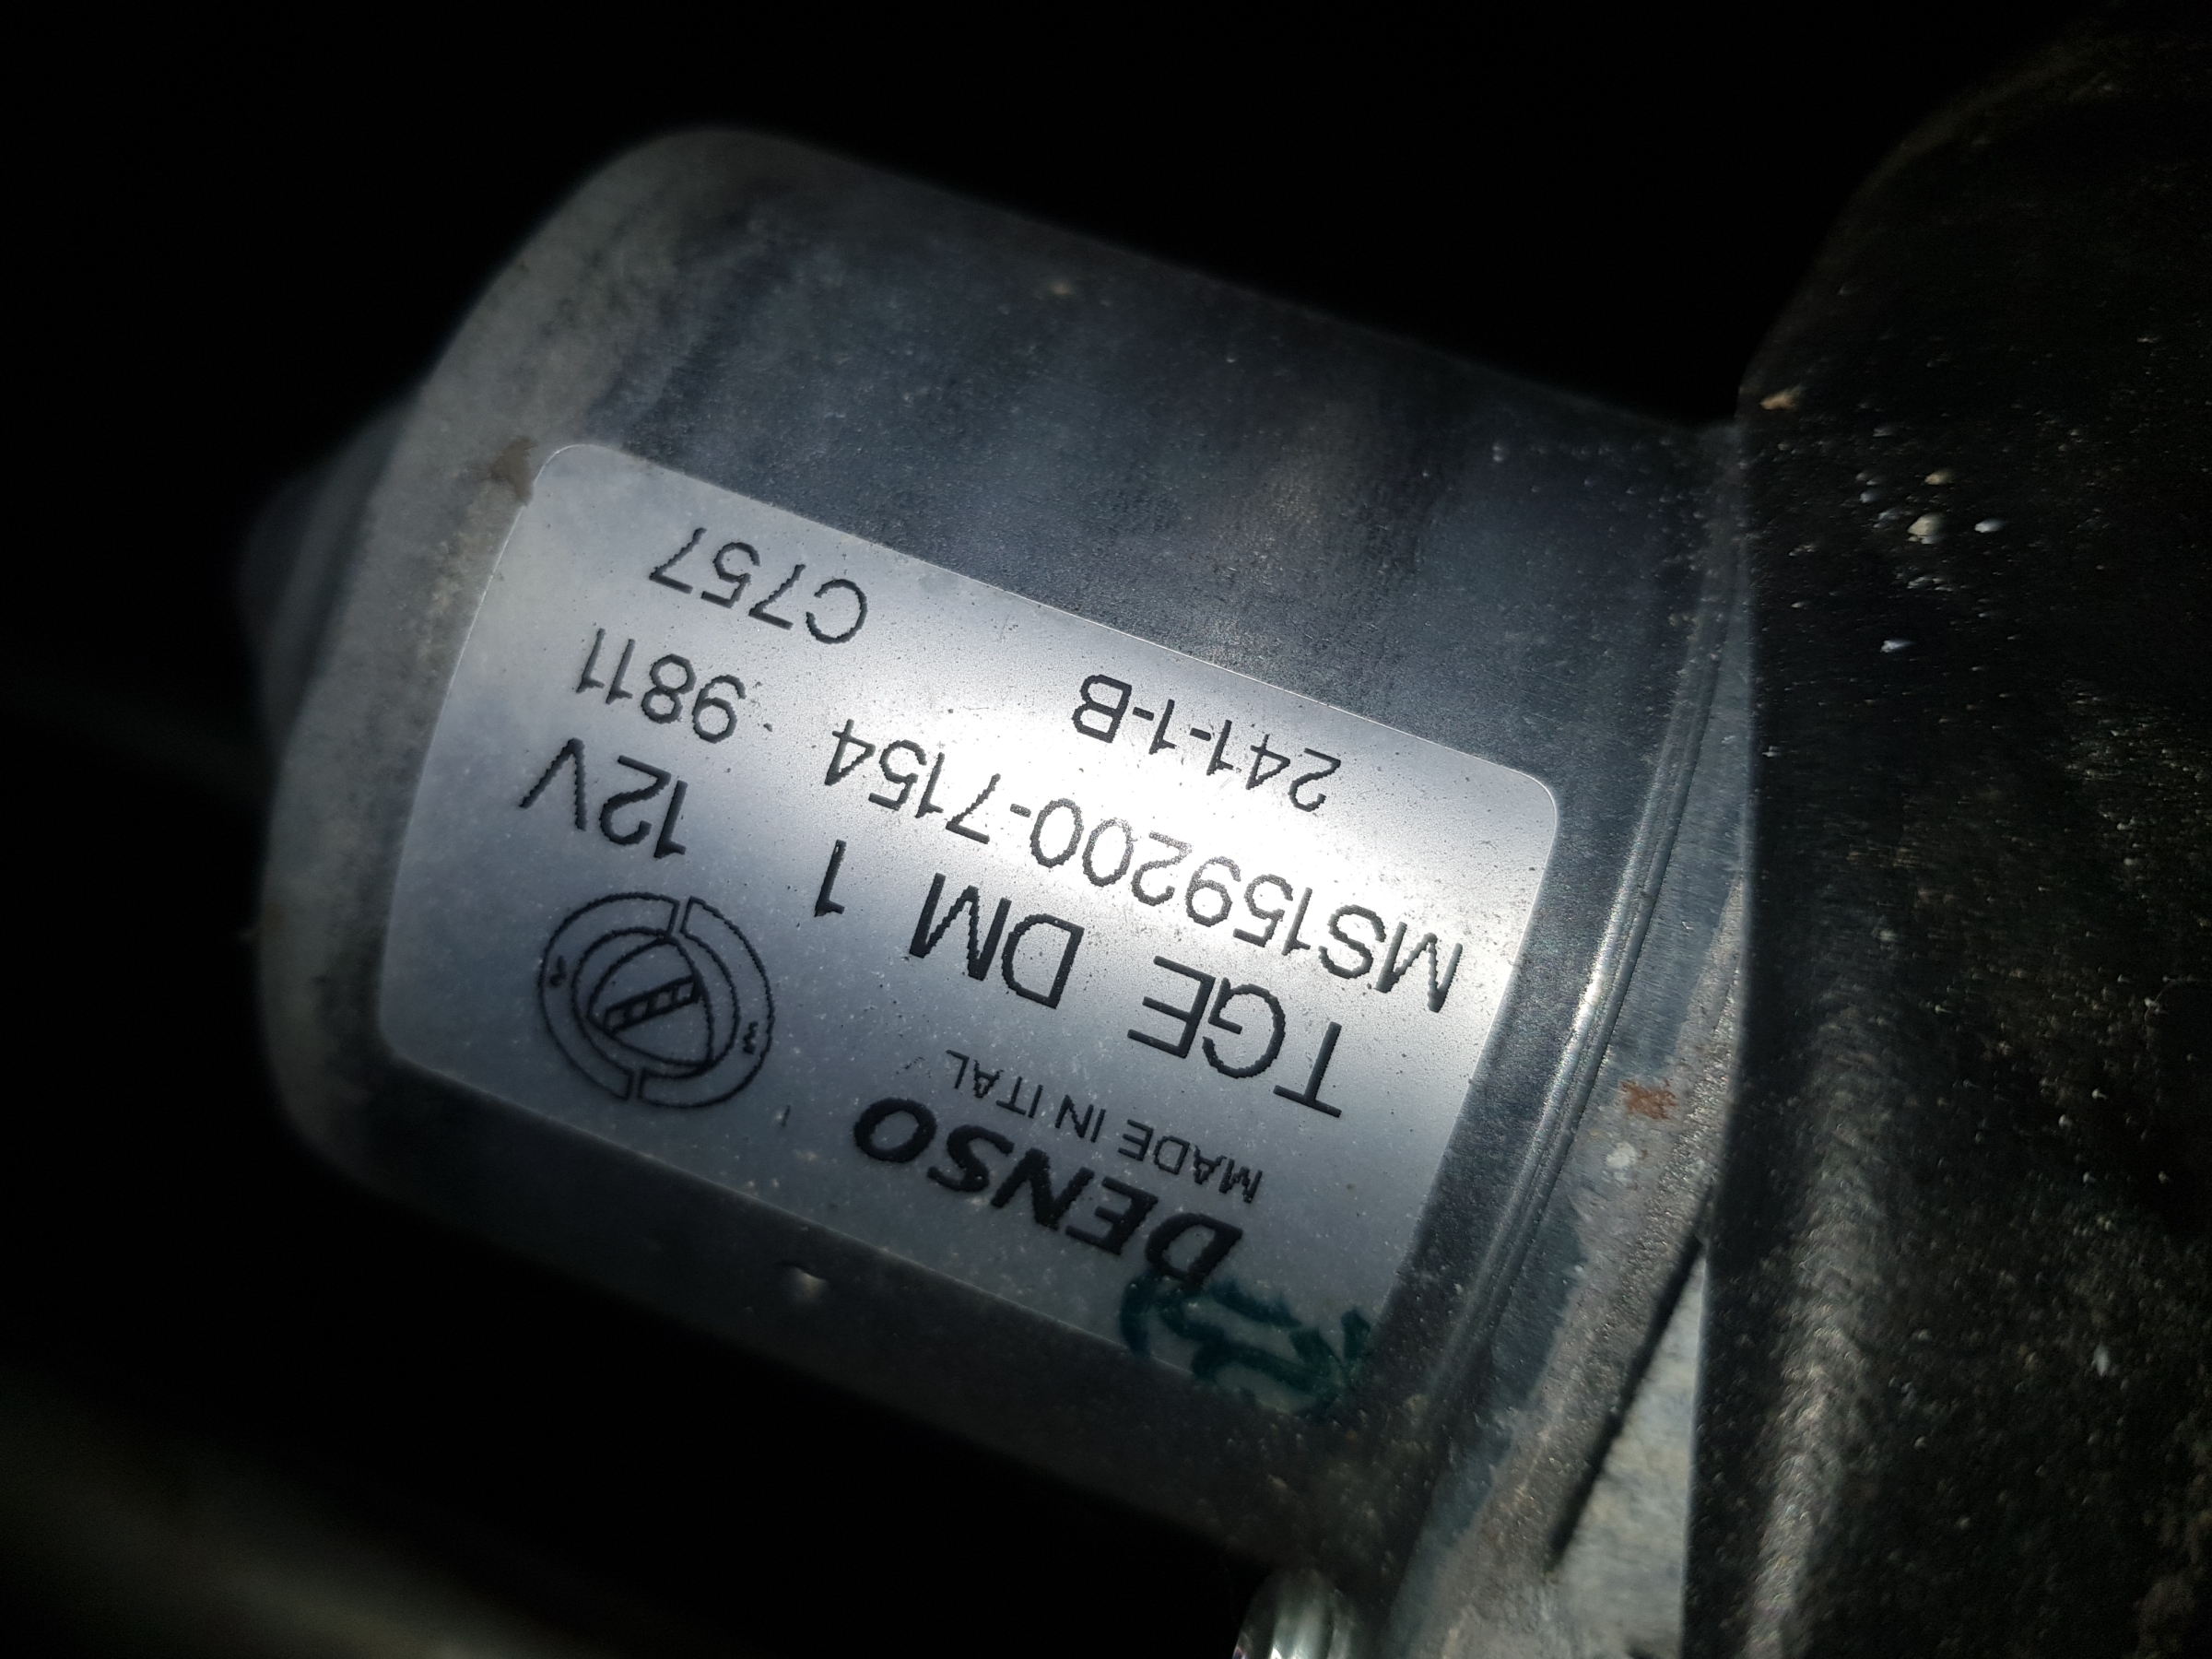 DENSO
MADE IN ITAL
TGE DM 1 12V
MS159200-7154 9811
241-1-B C757